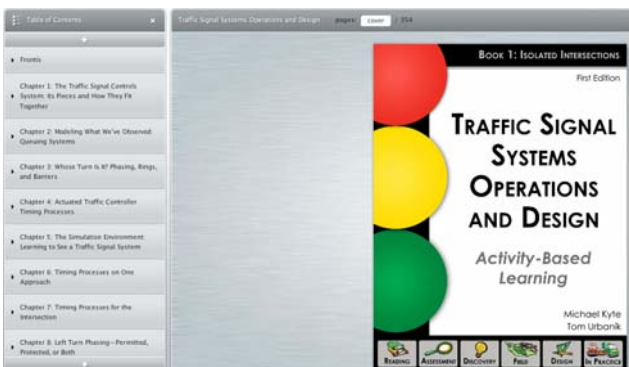 Table of Contents
Traffic Signal Systems Operations and Design
pages: cover / 354
Frontis
Chapter 1: The Traffic Signal Controls
System: Its Pieces and How They Fit
Together
Chapter 2: Modeling What We've Observed:
Queuing Systems
Chapter 3: Whose Turn Is It? Phasing, Rings,
and Barriers
Chapter 4: Actuated Traffic Controller
Timing Processes
Chapter 5: The Simulation Environment:
Learning to See a Traffic Signal System
Chapter 6: Timing Processes on One
Approach
Chapter 7: Timing Processes for the
Intersection
Chapter 8: Left Turn Phasing—Permitted,
Protected, or Both
BOOK 1: ISOLATED INTERSECTIONS
First Edition
TRAFFIC SIGNAL
SYSTEMS
OPERATIONS
AND DESIGN
Activity-Based
Learning
Michael Kyte
Tom Urbanik
READING ASSESSMENT DISCOVERY FIELD DESIGN IN PRACTICE